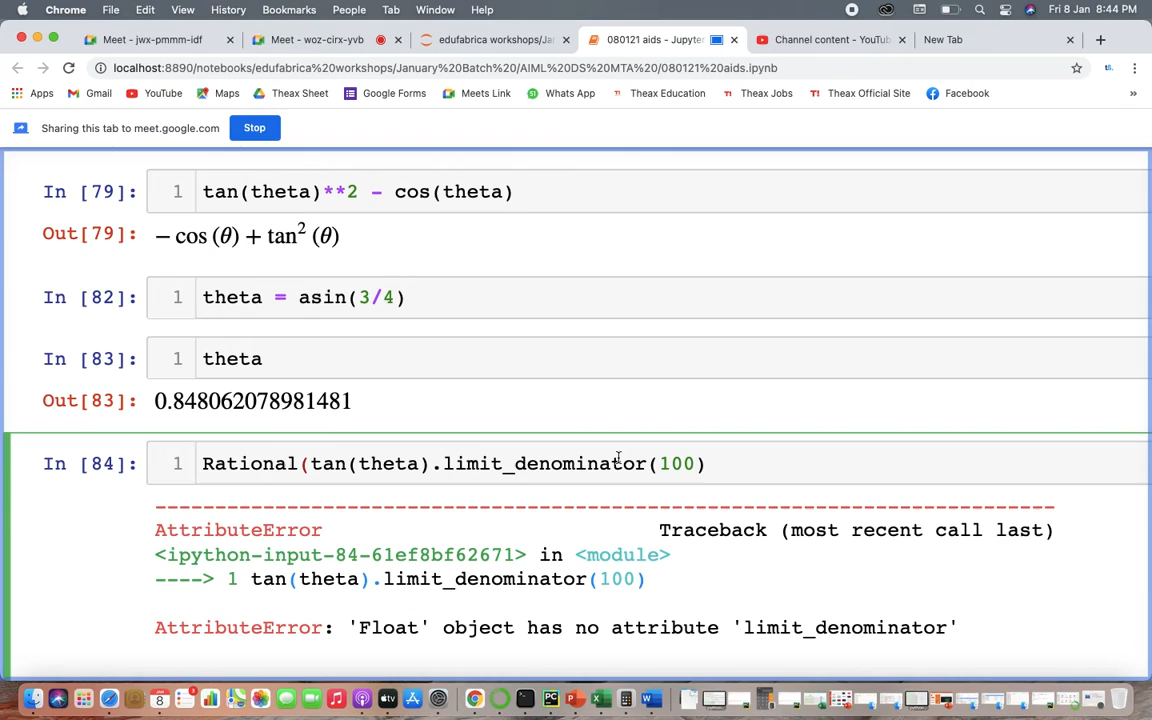 Chrome File Edit View History Bookmarks People Tab Window Help Fri 8 Jan 8:44 PM
Meet - jwx-pmmm-idf Meet - woz-cirx-yvb edufabrica workshops/Jan 080121 aids - Jupyter Channel content - YouTu New Tab
localhost:8890/notebooks/edufabrica%20workshops/January%20Batch/AIML%20DS%20MTA%20/080121%20aids.ipynb
Apps Gmail YouTube Maps Theax Sheet Google Forms Meets Link Whats App Theax Education Theax Jobs Theax Official Site Facebook »
Sharing this tab to meet.google.com Stop
In [79]: 1 tan(theta)**2 - cos(theta)
Out[79]: − cos (θ) + tan² (θ)
In [82]: 1 theta = asin(3/4)
In [83]: 1 theta
Out[83]: 0.848062078981481
In [84]: 1 Rational(tan(theta).limit_denominator(100)
---------------------------------------------------------------------------
AttributeError Traceback (most recent call last)
<ipython-input-84-61ef8bf62671> in <module>
----> 1 tan(theta).limit_denominator(100)
AttributeError: 'Float' object has no attribute 'limit_denominator'